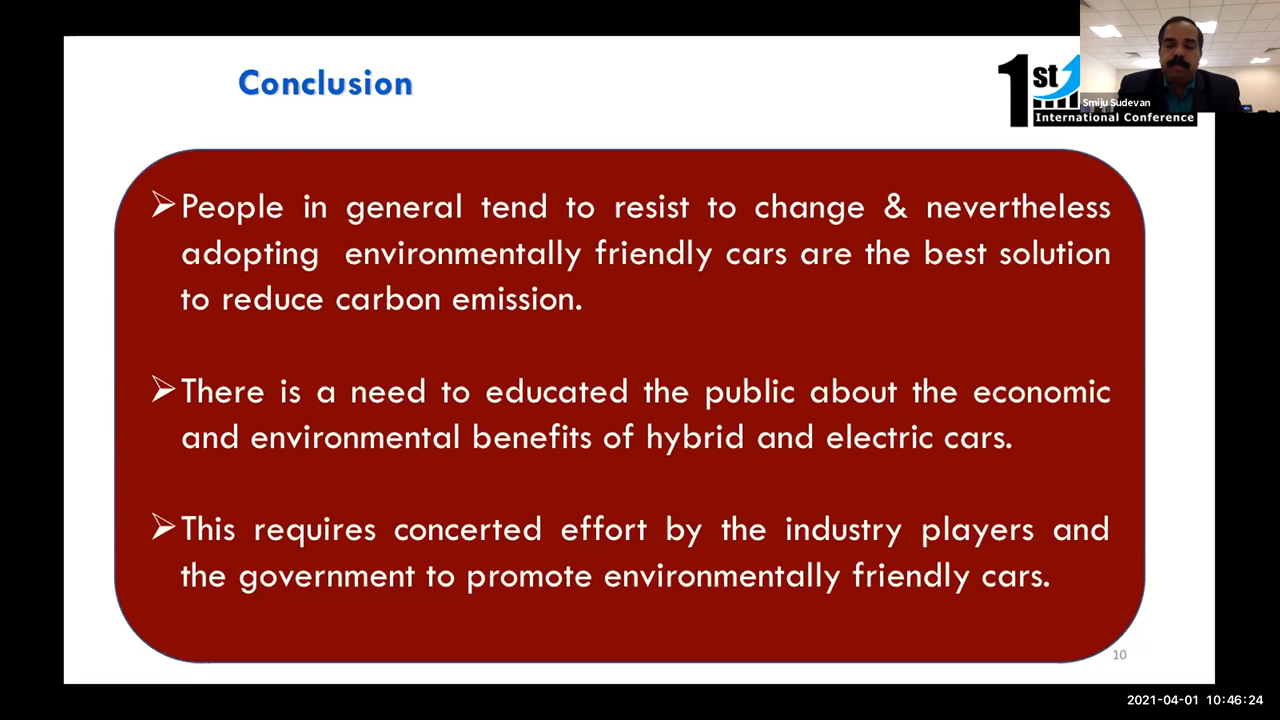 Conclusion
1st
Smiju Sudevan
International Conference
➢People in general tend to resist to change & nevertheless
adopting environmentally friendly cars are the best solution
to reduce carbon emission.
➢There is a need to educated the public about the economic
and environmental benefits of hybrid and electric cars.
➢This requires concerted effort by the industry players and
the government to promote environmentally friendly cars.
10
2021-04-01 10:46:24